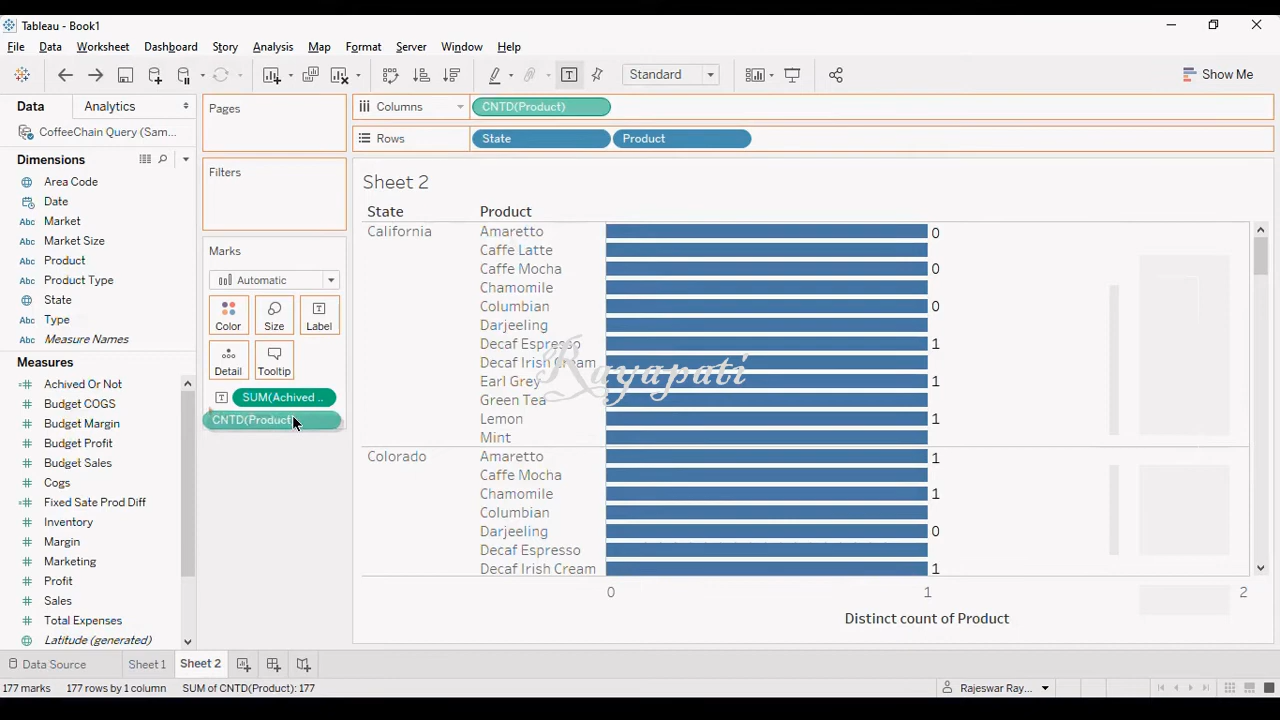 Tableau - Book1
File Data Worksheet Dashboard Story Analysis Map Format Server Window Help
Standard
Show Me
Data Analytics
CoffeeChain Query (Sam...
Dimensions
Area Code
Abc
Date
Abc Market
Abc Market Size
Abc Product
Abc Product Type
State
Abc Type
Abc Measure Names
Measures
Achived Or Not
Budget COGS
Budget Margin
Budget Profit
Budget Sales
Cogs
Fixed Sate Prod Diff
Inventory
Margin
Marketing
Profit
Sales
Total Expenses
Latitude (generated)
Pages
Filters
Marks
Automatic
Color Size Label
Detail Tooltip
SUM(Achived ..
CNTD(Product)
Columns CNTD(Product)
Rows State Product
Sheet 2
State Product
California Amaretto 0
Caffe Latte
Caffe Mocha 0
Chamomile
Columbian 0
Darjeeling
Decaf Espresso 1
Decaf Irish Cream
Earl Grey 1
Green Tea
Lemon 1
Mint
Colorado Amaretto 1
Caffe Mocha
Chamomile 1
Columbian
Darjeeling 0
Decaf Espresso
Decaf Irish Cream 1
0 1 2
Distinct count of Product
Rayapati
Data Source Sheet 1 Sheet 2
177 marks 177 rows by 1 column SUM of CNTD(Product): 177
Rajeswar Ray...